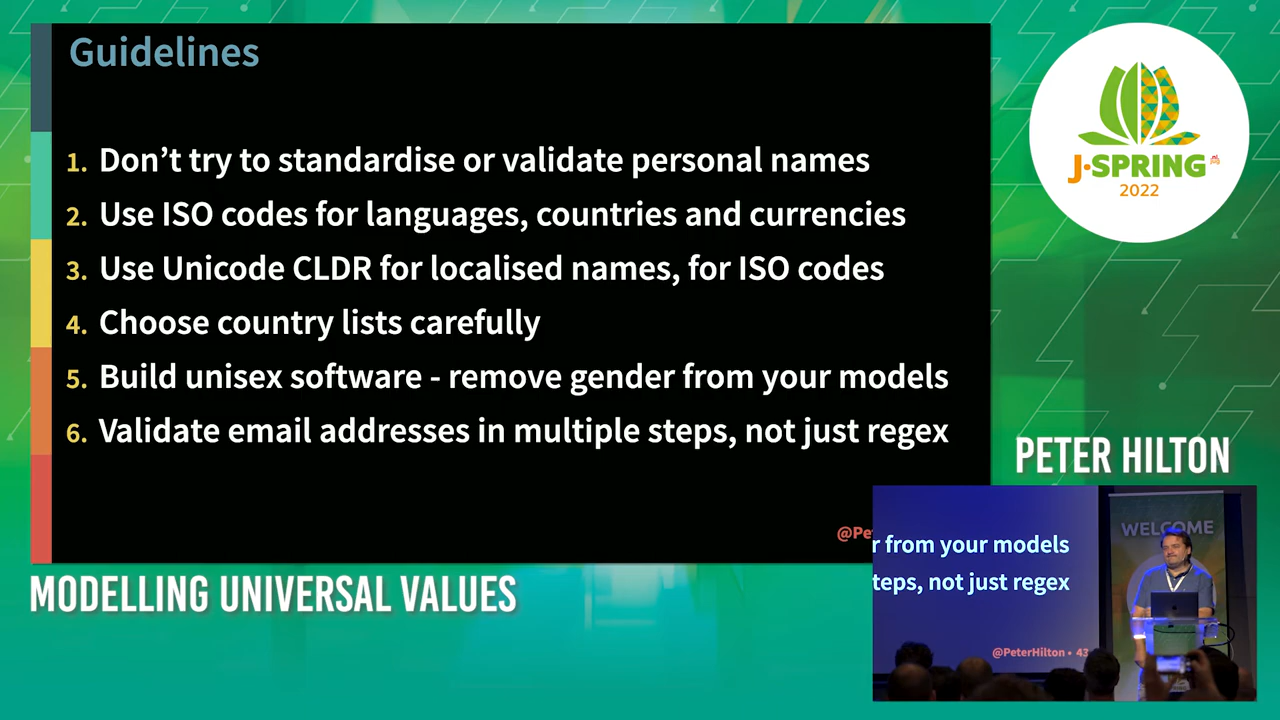 Guidelines
1. Don’t try to standardise or validate personal names
2. Use ISO codes for languages, countries and currencies
3. Use Unicode CLDR for localised names, for ISO codes
4. Choose country lists carefully
5. Build unisex software - remove gender from your models
6. Validate email addresses in multiple steps, not just regex
@Pe
J•SPRING
2022
PETER HILTON
r from your models
teps, not just regex
@PeterHilton • 43
WELCOME
MODELLING UNIVERSAL VALUES